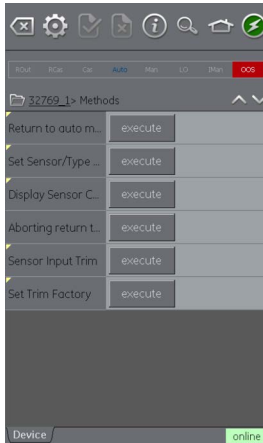 ROut RCas Cas Auto Man LO IMan OOS
32769_1> Methods
Return to auto m... execute
Set Sensor/Type ... execute
Display Sensor C... execute
Aborting return t... execute
Sensor Input Trim execute
Set Trim Factory execute
Device online